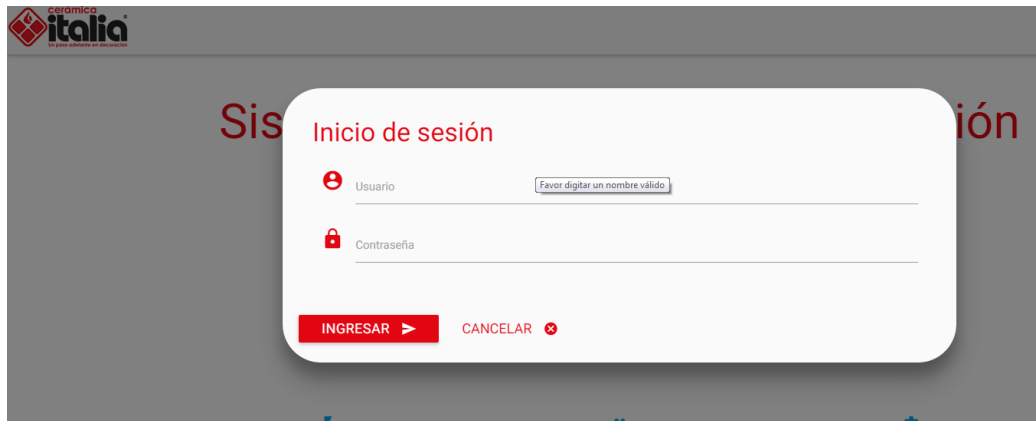 cerámica
italia
Un paso adelante en decoración
Sis
ión
Inicio de sesión
Usuario
Favor digitar un nombre válido
Contraseña
INGRESAR
CANCELAR